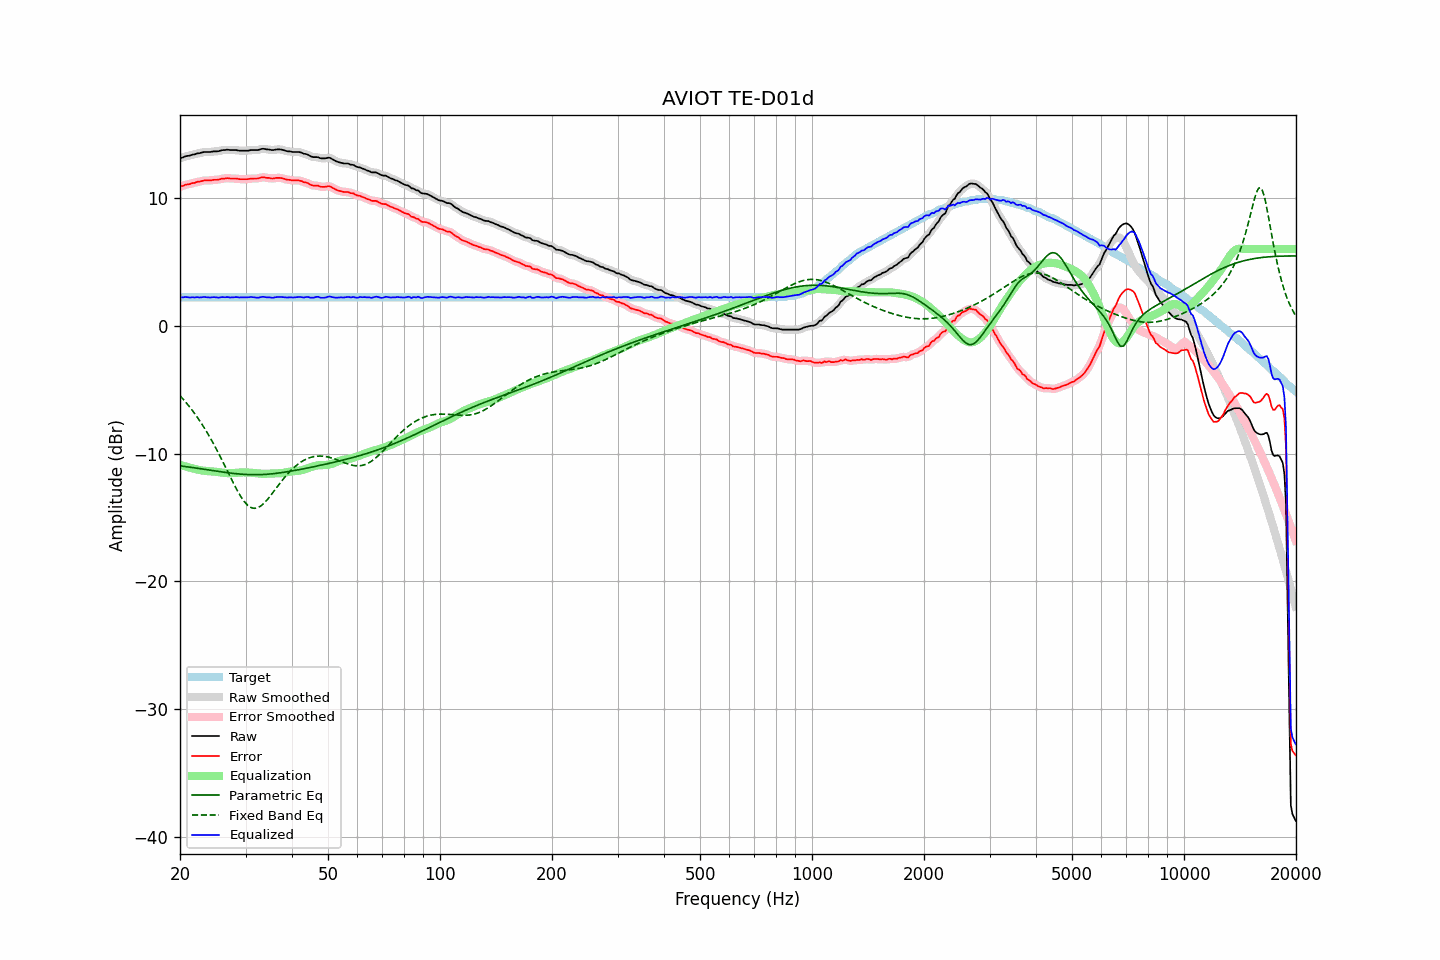 AVIOT TE-D01d
Amplitude (dBr)
10
0
−10
−20
−30
−40
Target
Raw Smoothed
Error Smoothed
Raw
Error
Equalization
Parametric Eq
Fixed Band Eq
Equalized
20 50 100 200 500 1000 2000 5000 10000 20000
Frequency (Hz)